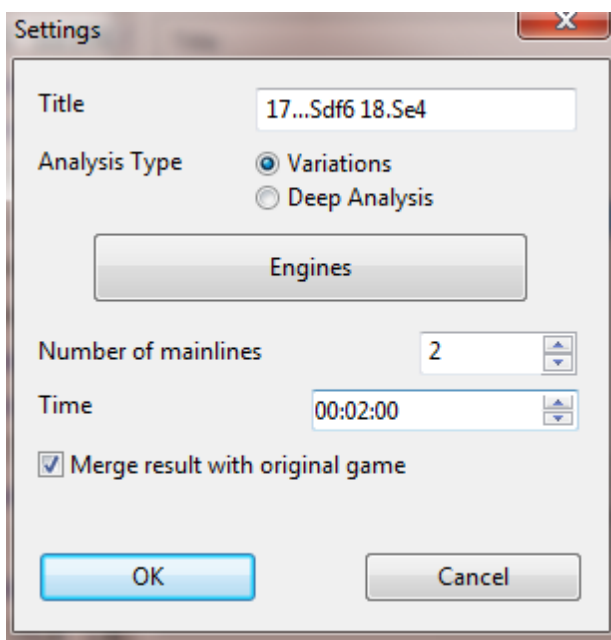 Settings
Title 17...Sdf6 18.Se4
Analysis Type Variations
Deep Analysis
Engines
Number of mainlines 2
Time 00:02:00
Merge result with original game
OK Cancel